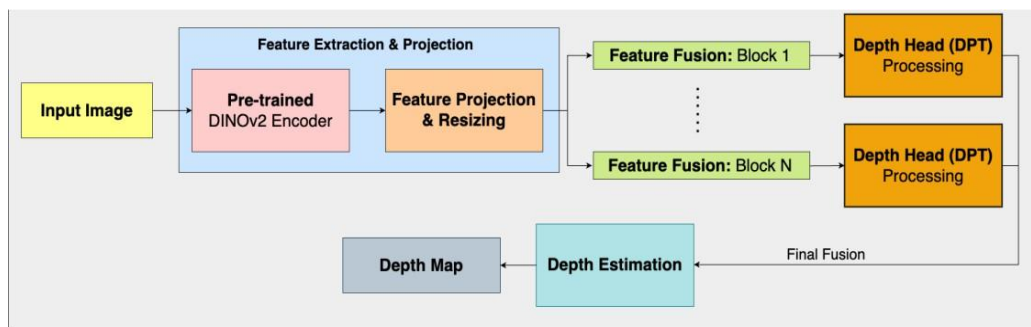 Feature Extraction & Projection
Input Image
Pre-trained
DINOv2 Encoder
Feature Projection
& Resizing
Feature Fusion: Block 1
Depth Head (DPT)
Processing
Feature Fusion: Block N
Depth Head (DPT)
Processing
Final Fusion
Depth Estimation
Depth Map